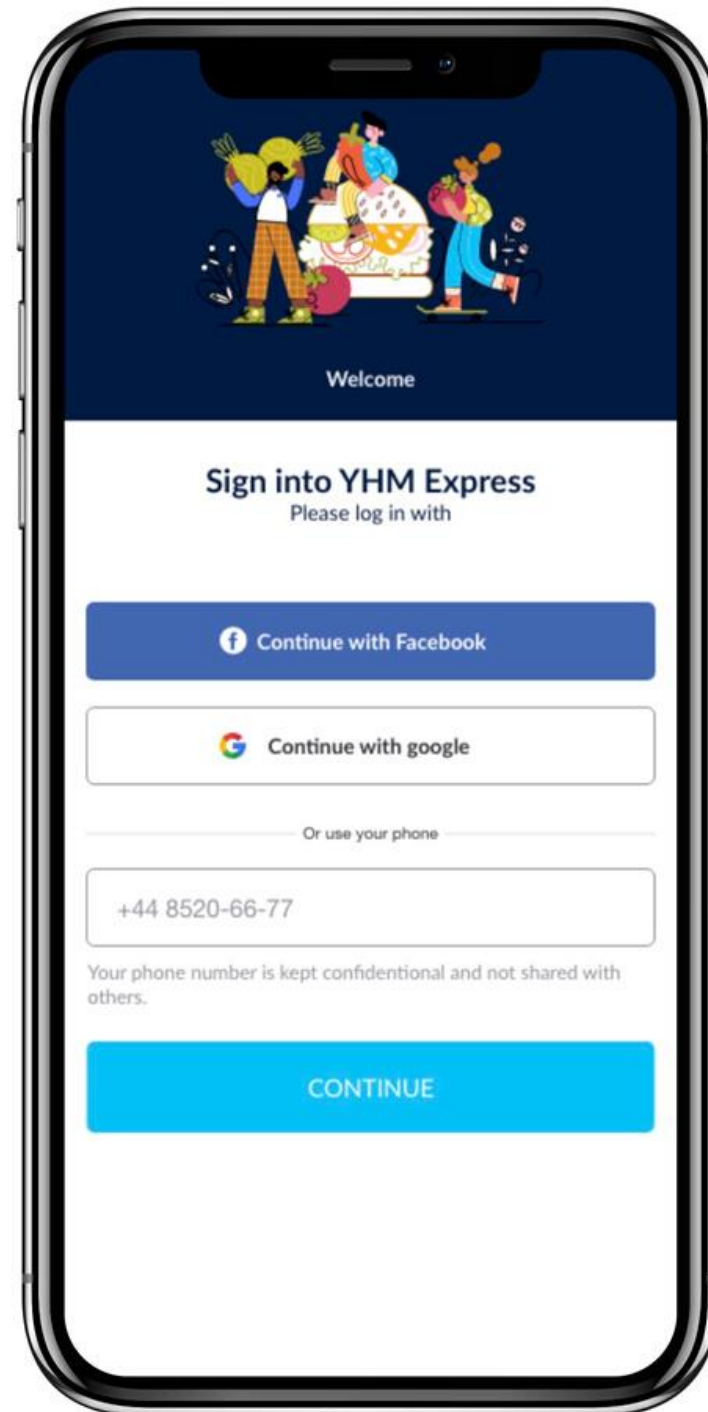 Welcome
Sign into YHM Express
Please log in with
Continue with Facebook
Continue with google
Or use your phone
+44 8520-66-77
Your phone number is kept confidentional and not shared with
others.
CONTINUE